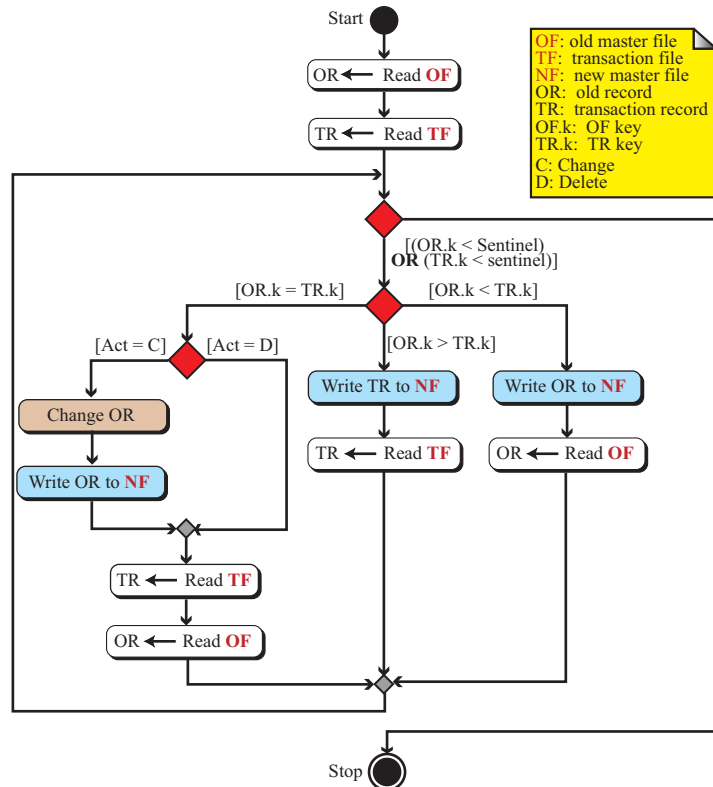 Start
OF: old master file
TF: transaction file
NF: new master file
OR: old record
TR: transaction record
OF.k: OF key
TR.k: TR key
C: Change
D: Delete
OR Read OF
TR Read TF
[(OR.k < Sentinel)
OR (TR.k < sentinel)]
[OR.k = TR.k]
[OR.k < TR.k]
[Act = C]
[Act = D]
[OR.k > TR.k]
Change OR
Write TR to NF
Write OR to NF
Write OR to NF
TR Read TF
OR Read OF
TR Read TF
OR Read OF
Stop